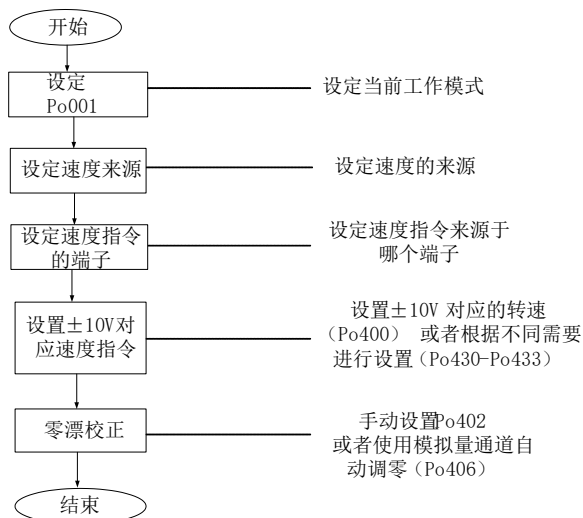 开始
设定
Po001
设定当前工作模式
设定速度来源
设定速度的来源
设定速度指令
的端子
设定速度指令来源于
哪个端子
设置±10V对
应速度指令
设置±10V 对应的转速
（Po400） 或者根据不同需要
进行设置（Po430-Po433）
零漂校正
手动设置Po402
或者使用模拟量通道自
动调零（Po406）
结束